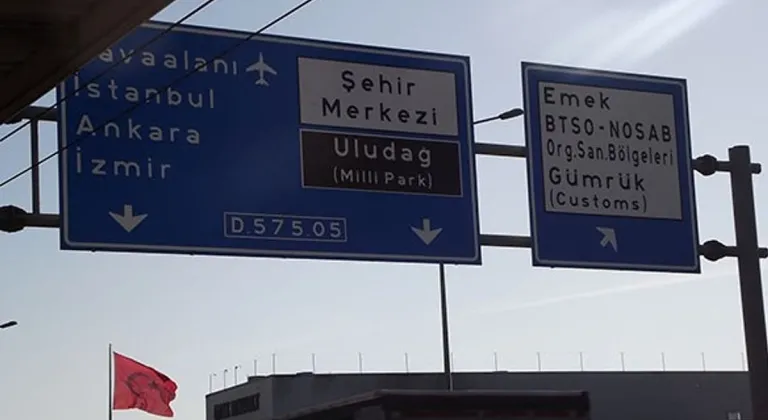 Havaalanı
İstanbul
Ankara
İzmir
D.575.05
Şehir
Merkezi
Uludağ
(Milli Park)
Emek
BTSO-NOSAB
Org.San.Bölgeleri
Gümrük
(Customs)